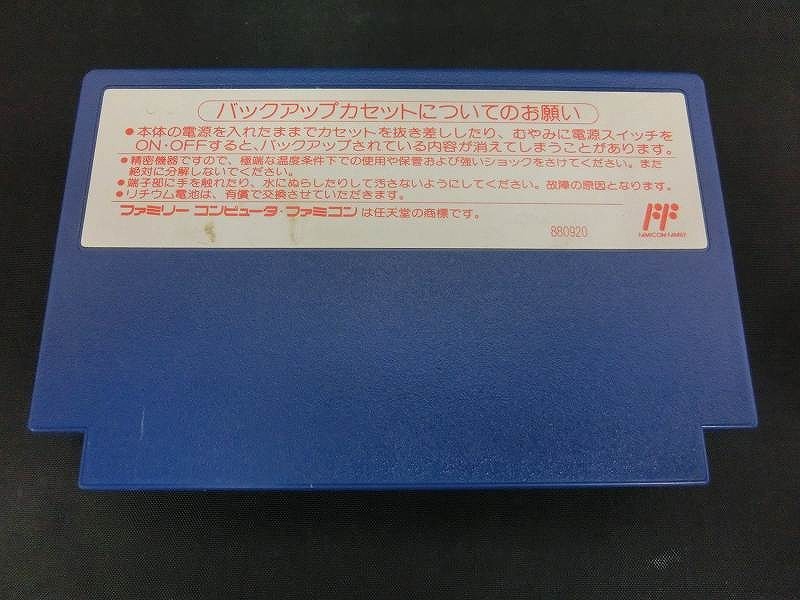 バックアップカセットについてのお願い
●本体の電源を入れたままでカセットを抜き差ししたり、むやみに電源スイッチを
ON・OFFすると、バックアップされている内容が消えてしまうことがあります。
●精密機器ですので、極端な温度条件下での使用や保管および強いショックをさけてください。また
絶対に分解しないでください。
●端子部に手を触れたり、水にぬらしたりして汚さないようにしてください。故障の原因となります。
●リチウム電池は、有償で交換させていただきます。
ファミリー コンピュータ・ファミコン は任天堂の商標です。
880920
FF
FAMICOM FAMILY